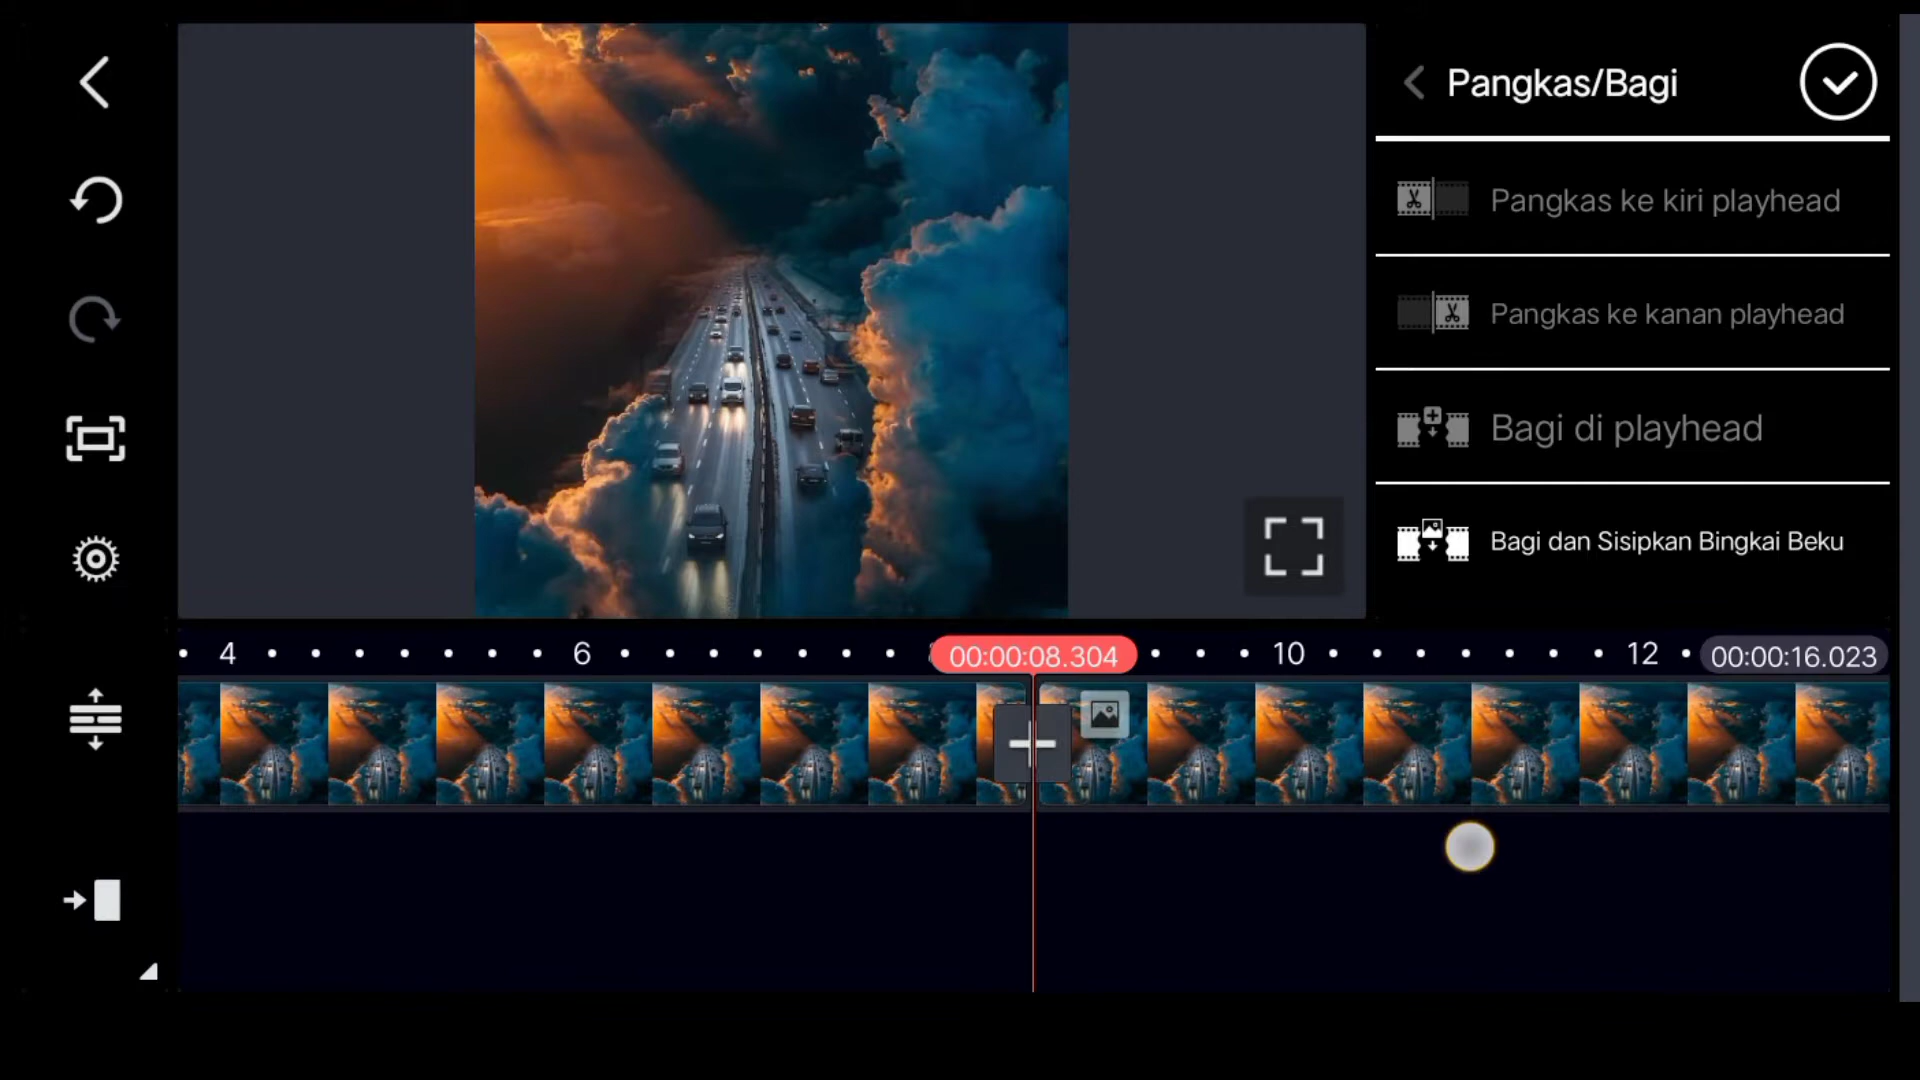 Pangkas/Bagi
Pangkas ke kiri playhead
Pangkas ke kanan playhead
Bagi di playhead
Bagi dan Sisipkan Bingkai Beku
4 6 00:00:08.304 10 12 00:00:16.023